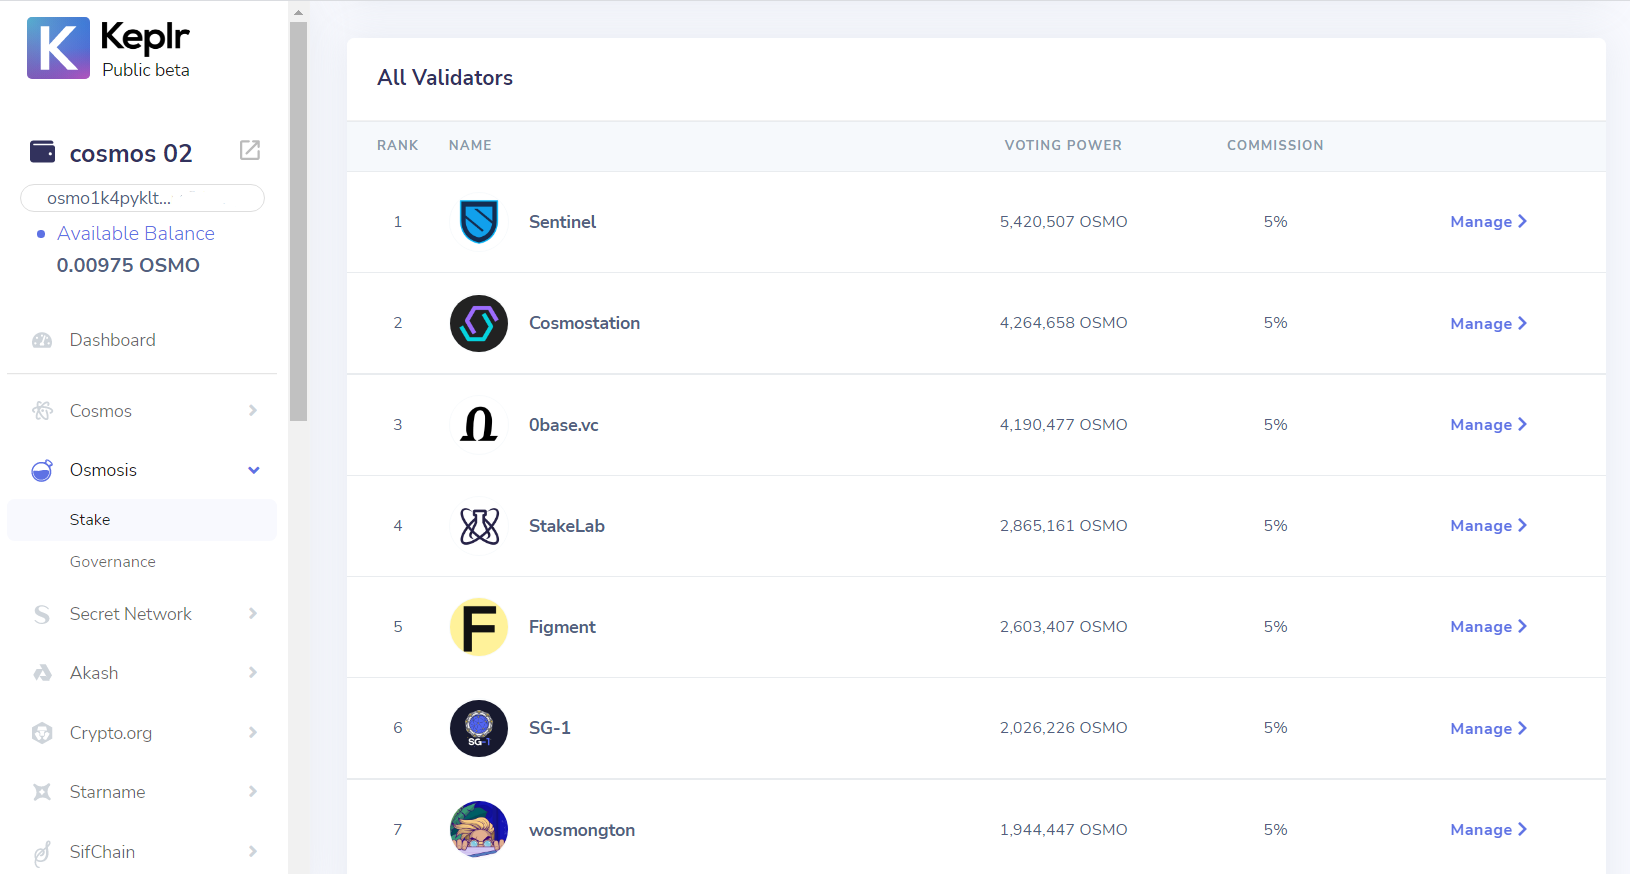 K
Keplr
Public beta
cosmos 02
osmo1k4pyklt...
Available Balance
0.00975 OSMO
Dashboard
Cosmos
Osmosis
Stake
Governance
Secret Network
Akash
Crypto.org
Starname
SifChain
All Validators
RANK NAME VOTING POWER COMMISSION
1 Sentinel 5,420,507 OSMO 5% Manage
2 Cosmostation 4,264,658 OSMO 5% Manage
3 0base.vc 4,190,477 OSMO 5% Manage
4 StakeLab 2,865,161 OSMO 5% Manage
5 F Figment 2,603,407 OSMO 5% Manage
6 SG-1 SG-1 2,026,226 OSMO 5% Manage
7 wosmongton 1,944,447 OSMO 5% Manage